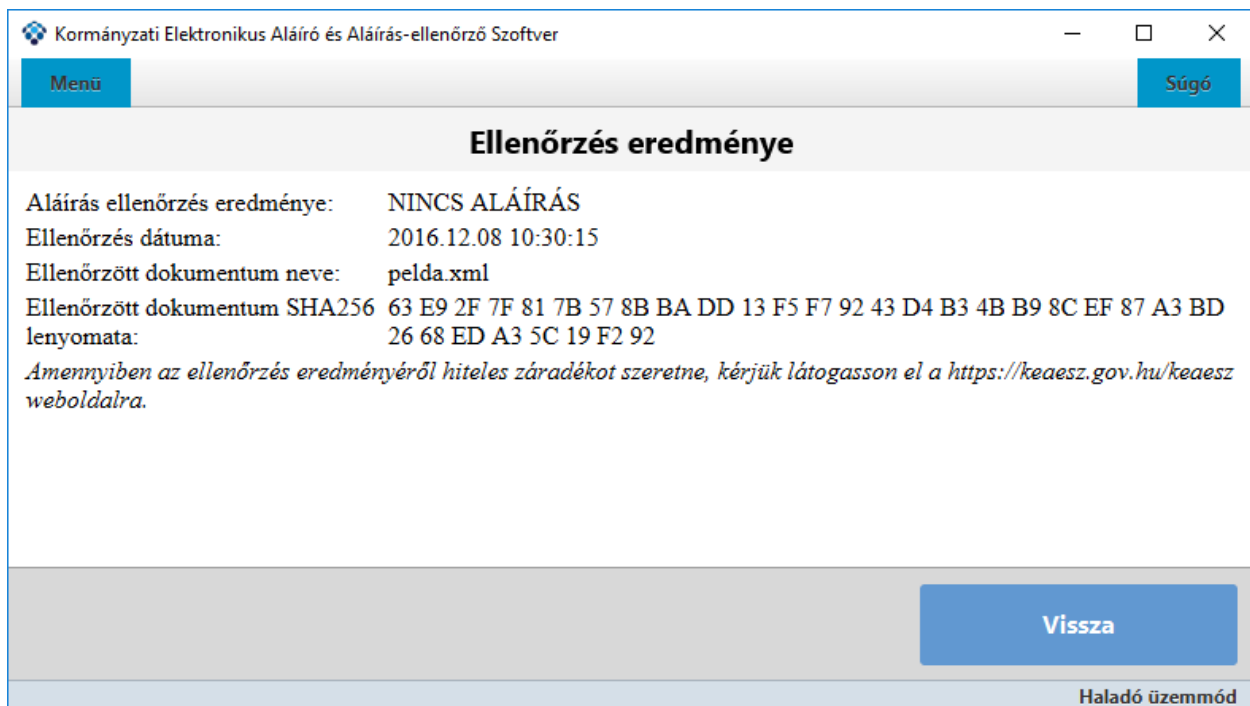 Kormányzati Elektronikus Aláíró és Aláírás-ellenőrző Szoftver
Menü
Súgó
Ellenőrzés eredménye
Aláírás ellenőrzés eredménye: NINCS ALÁÍRÁS
Ellenőrzés dátuma: 2016.12.08 10:30:15
Ellenőrzött dokumentum neve: pelda.xml
Ellenőrzött dokumentum SHA256 63 E9 2F 7F 81 7B 57 8B BA DD 13 F5 F7 92 43 D4 B3 4B B9 8C EF 87 A3 BD
lenyomata: 26 68 ED A3 5C 19 F2 92
Amennyiben az ellenőrzés eredményéről hiteles záradékot szeretne, kérjük látogasson el a https://keaesz.gov.hu/keaesz
weboldalra.
Vissza
Haladó üzemmód